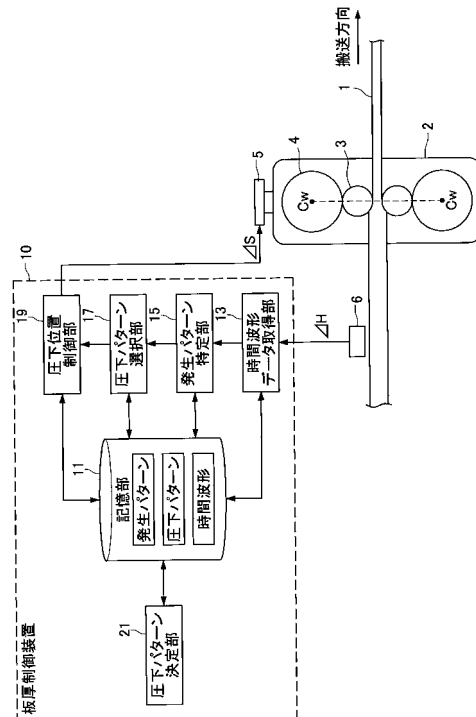 板厚制御装置
10
19
圧下位置
制御部
17
圧下パターン
選択部
15
発生パターン
特定部
13
時間波形
データ取得部
11
記憶部
発生パターン
圧下パターン
時間波形
21
圧下パターン
決定部
⊿S
⊿H
5
4
3
2
1
6
Cw
Cw
搬送方向